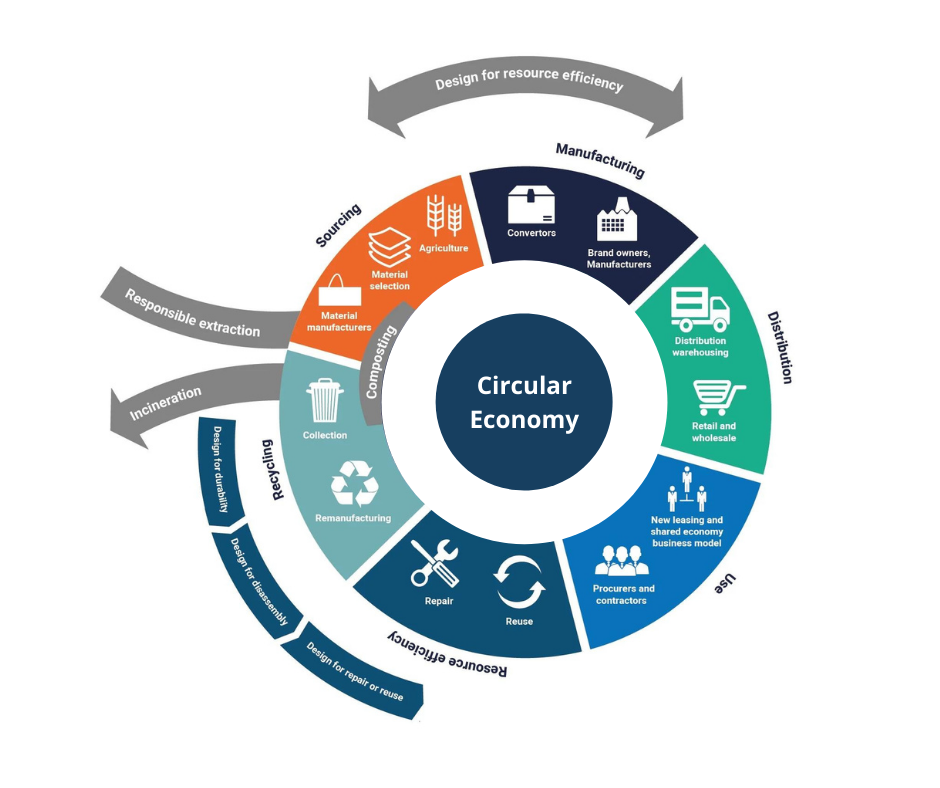 Design for resource efficiency
Manufacturing
Convertors
Brand owners,
Manufacturers
Sourcing
Agriculture
Material
selection
Material
manufacturers
Responsible extraction
Composting
Incineration
Distribution
Distribution
warehousing
Retail and
wholesale
Circular
Economy
Recycling
Collection
Remanufacturing
Use
New leasing and
shared economy
business model
Procurers and
contractors
Resource efficiency
Repair
Reuse
Design for durability
Design for disassembly
Design for repair or reuse